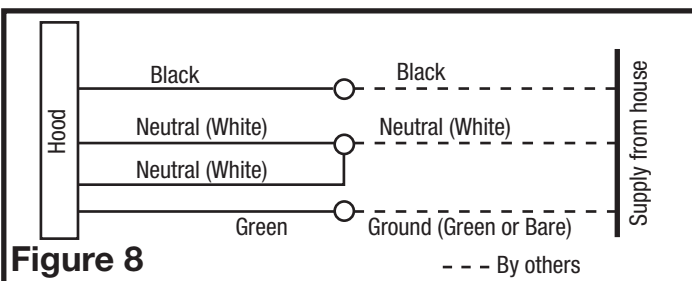 Black
Black
Neutral (White)
Neutral (White)
Hood
Supply from house
Neutral (White)
Green
Ground (Green or Bare)
Figure 8
- - - By others